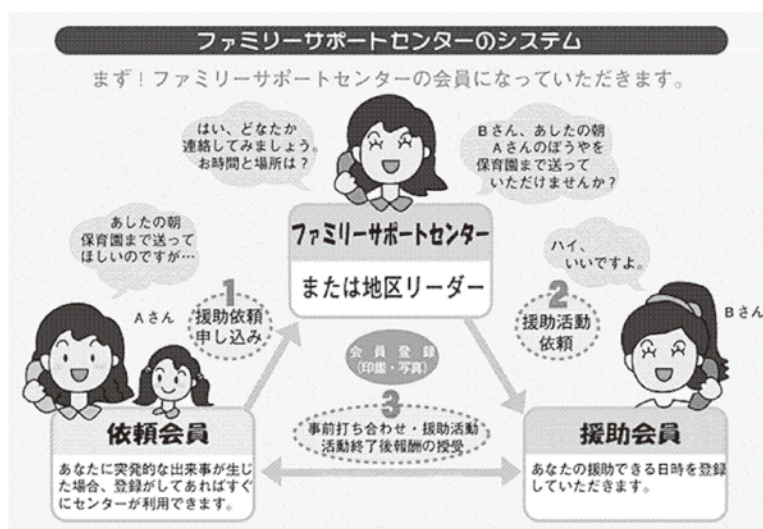 ファミリーサポートセンターのシステム
まず！ファミリーサポートセンターの会員になっていただきます。
はい、どなたか
連絡してみましょう。
お時間と場所は？
Bさん、あしたの朝
Aさんのぼうやを
保育園まで送って
いただけませんか？
あしたの朝
保育園まで送って
ほしいのですが…
ファミリーサポートセンター
または地区リーダー
ハイ、
いいですよ。
Aさん
1
援助依頼
申し込み
2
援助活動
依頼
Bさん
会員登録
(印鑑・写真)
3
事前打ち合わせ・援助活動
活動終了後報酬の授受
依頼会員
あなたに突発的な出来事が生じ
た場合、登録がしてあればすぐ
にセンターが利用できます。
援助会員
あなたの援助できる日時を登録
していただきます。